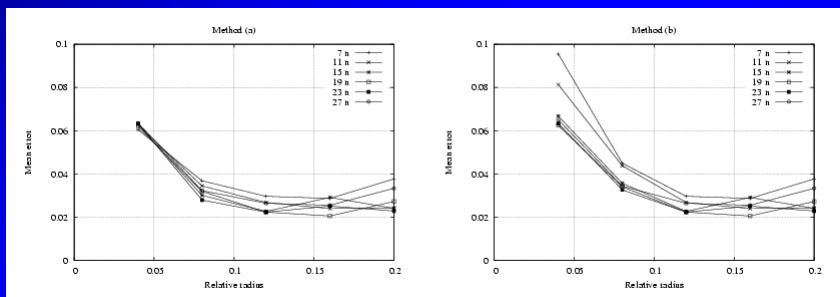 Method (a)
0.1
0.08
0.06
0.04
0.02
0
Mean error
7 n
11 n
15 n
19 n
23 n
27 n
0
0.05
0.1
0.15
0.2
Relative radius
Method (b)
0.1
0.08
0.06
0.04
0.02
0
Mean error
7 n
11 n
15 n
19 n
23 n
27 n
0
0.05
0.1
0.15
0.2
Relative radius